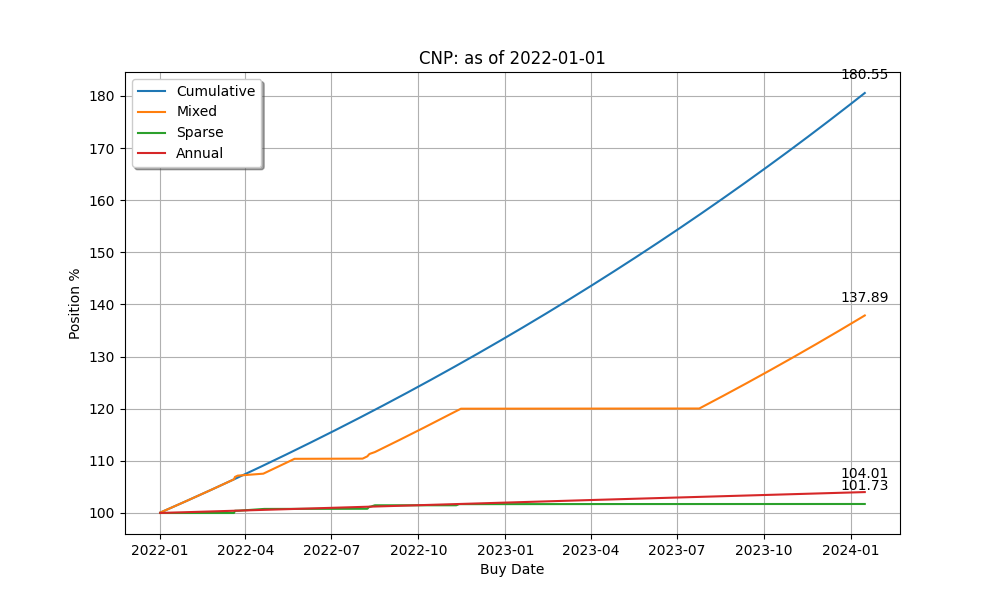 CNP: as of 2022-01-01
180.55
Cumulative
Mixed
Sparse
Annual
180
170
160
150
140
130
120
110
100
Position %
137.89
104.01
101.73
2022-01 2022-04 2022-07 2022-10 2023-01 2023-04 2023-07 2023-10 2024-01
Buy Date